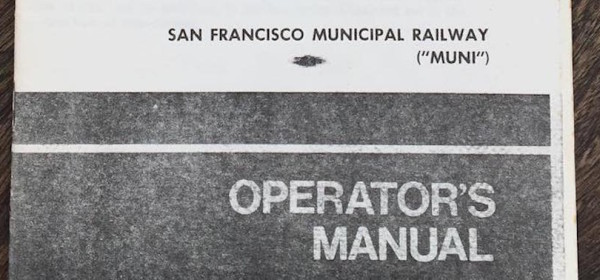 SAN FRANCISCO MUNICIPAL RAILWAY
("MUNI")
OPERATOR'S
MANUAL